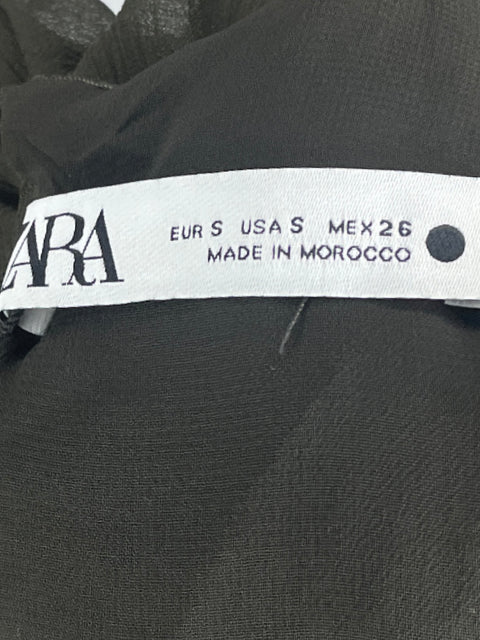 ZARA
EUR S USA S MEX 26
MADE IN MOROCCO